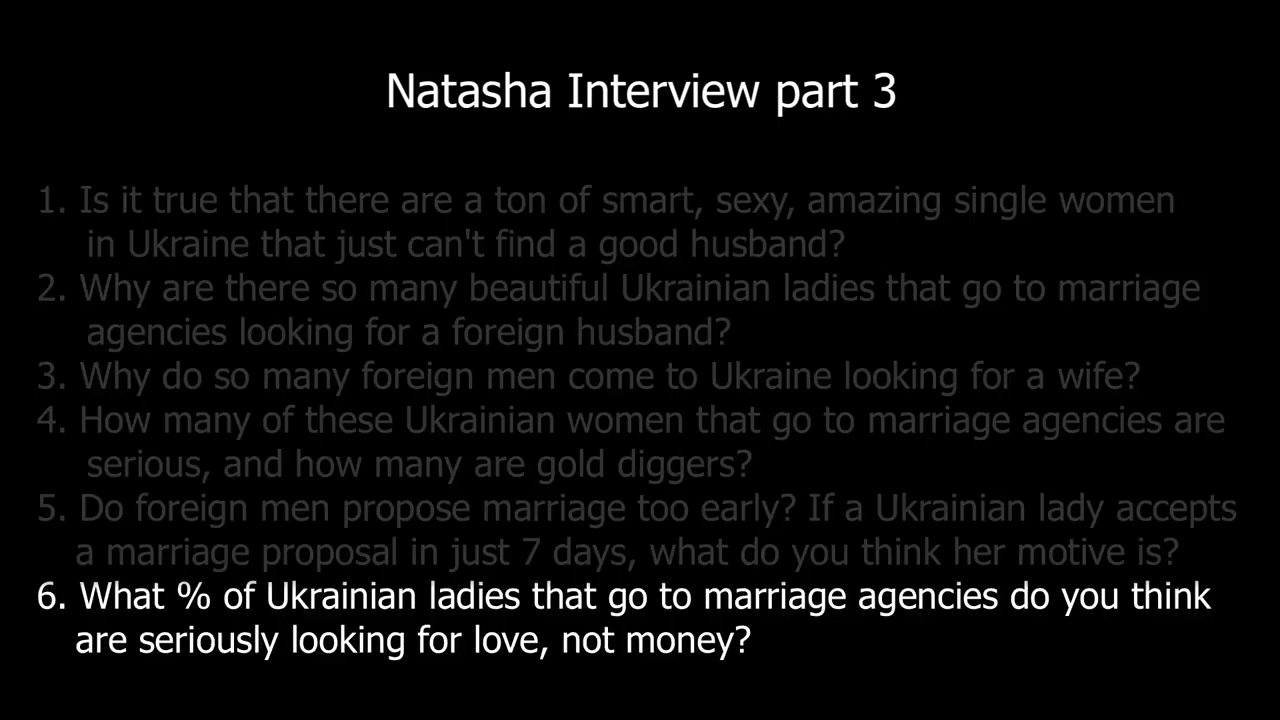 Natasha Interview part 3
1. Is it true that there are a ton of smart, sexy, amazing single women
in Ukraine that just can't find a good husband?
2. Why are there so many beautiful Ukrainian ladies that go to marriage
agencies looking for a foreign husband?
3. Why do so many foreign men come to Ukraine looking for a wife?
4. How many of these Ukrainian women that go to marriage agencies are
serious, and how many are gold diggers?
5. Do foreign men propose marriage too early? If a Ukrainian lady accepts
a marriage proposal in just 7 days, what do you think her motive is?
6. What % of Ukrainian ladies that go to marriage agencies do you think
are seriously looking for love, not money?